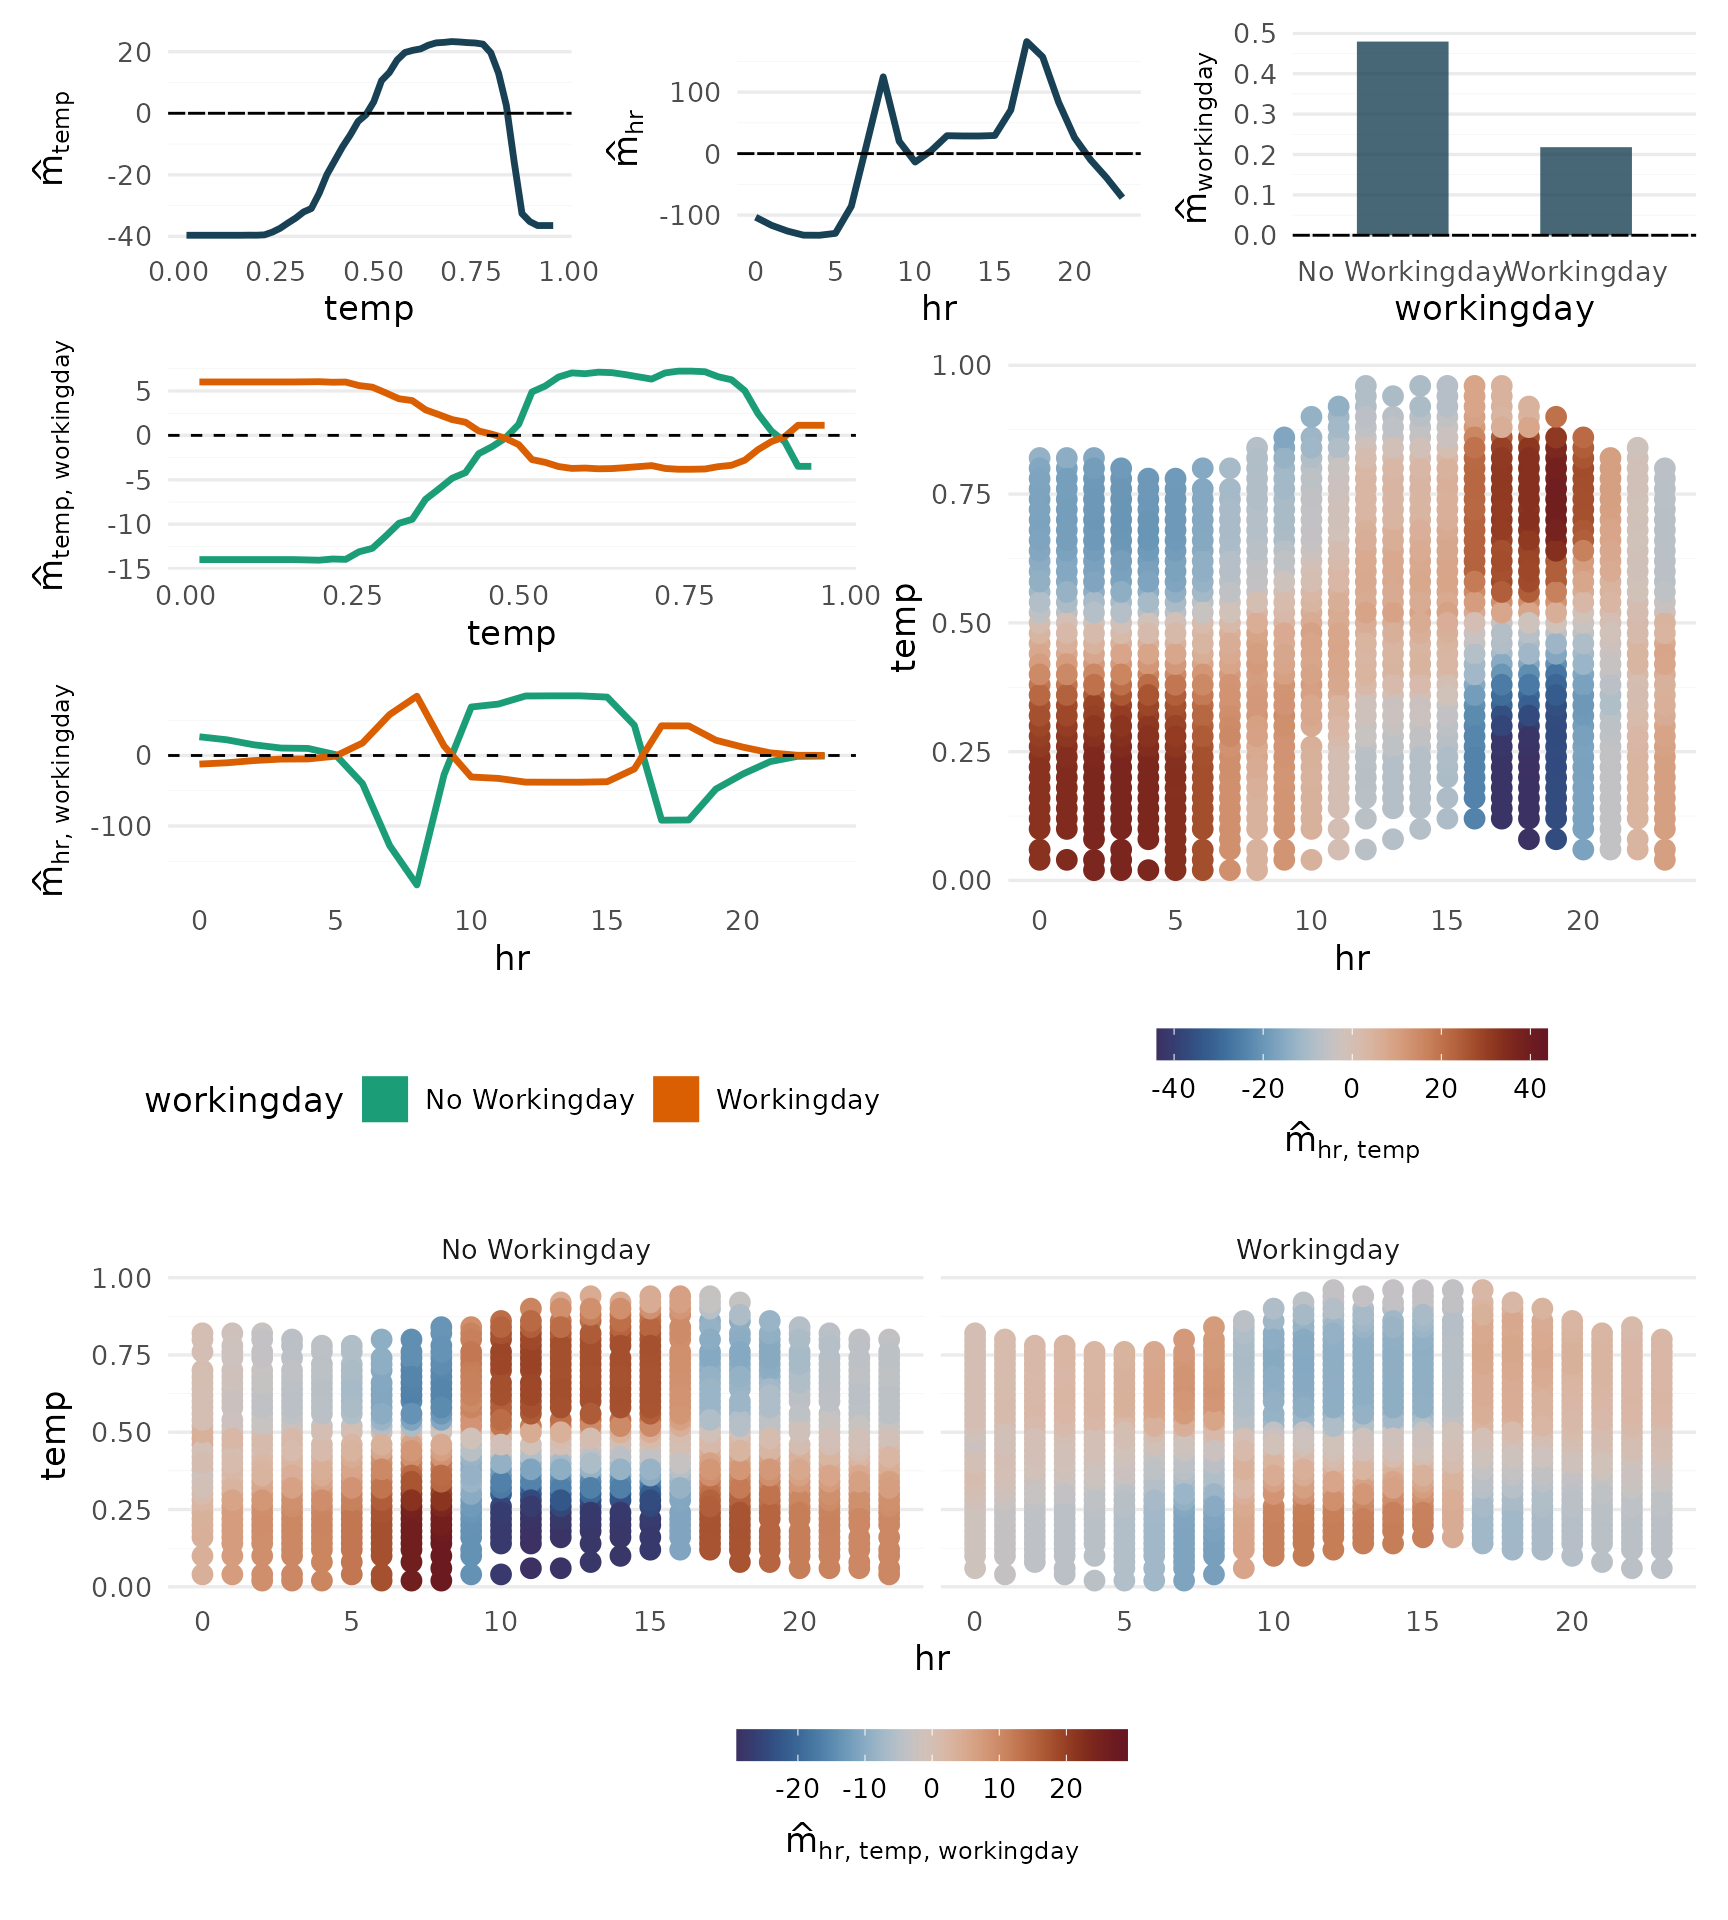 20
0
-20
-40
m̂temp
0.00 0.25 0.50 0.75 1.00
temp
100
0
-100
m̂hr
0 5 10 15 20
hr
0.5
0.4
0.3
0.2
0.1
0.0
m̂workingday
No Workingday Workingday
workingday
5
0
-5
-10
-15
m̂temp, workingday
0.00 0.25 0.50 0.75 1.00
temp
0
-100
m̂hr, workingday
0 5 10 15 20
hr
1.00
0.75
0.50
0.25
0.00
temp
0 5 10 15 20
hr
workingday No Workingday Workingday
-40 -20 0 20 40
m̂hr, temp
No Workingday Workingday
1.00
0.75
0.50
0.25
0.00
temp
0 5 10 15 20 0 5 10 15 20
hr
-20 -10 0 10 20
m̂hr, temp, workingday